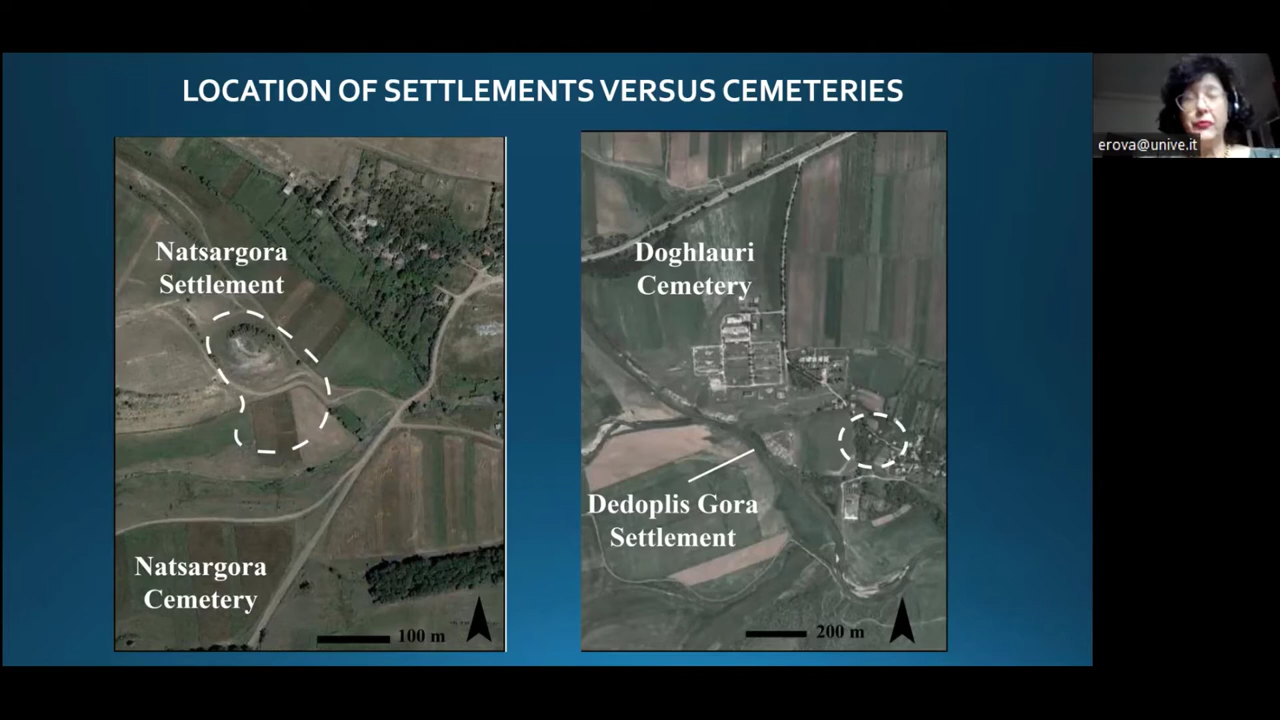 LOCATION OF SETTLEMENTS VERSUS CEMETERIES
erova@unive.it
Natsargora
Settlement
Natsargora
Cemetery
100 m
Doghlauri
Cemetery
Dedoplis Gora
Settlement
200 m